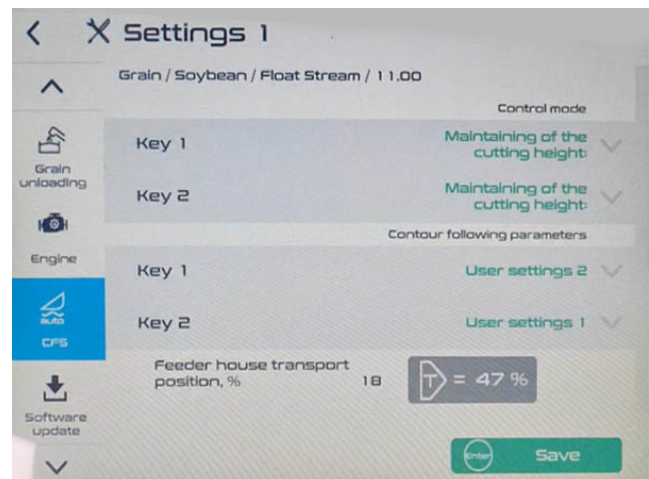 Settings 1
Grain / Soybean / Float Stream / 11,00
Control mode
Key 1
Maintaining of the
cutting height:
Key 2
Maintaining of the
cutting height:
Contour following parameters
Key 1
User settings 2
Key 2
User settings 1
Feeder house transport
position, %
18
T = 47 %
Enter
Save
Grain
unloading
Engine
auto
CFS
Software
update